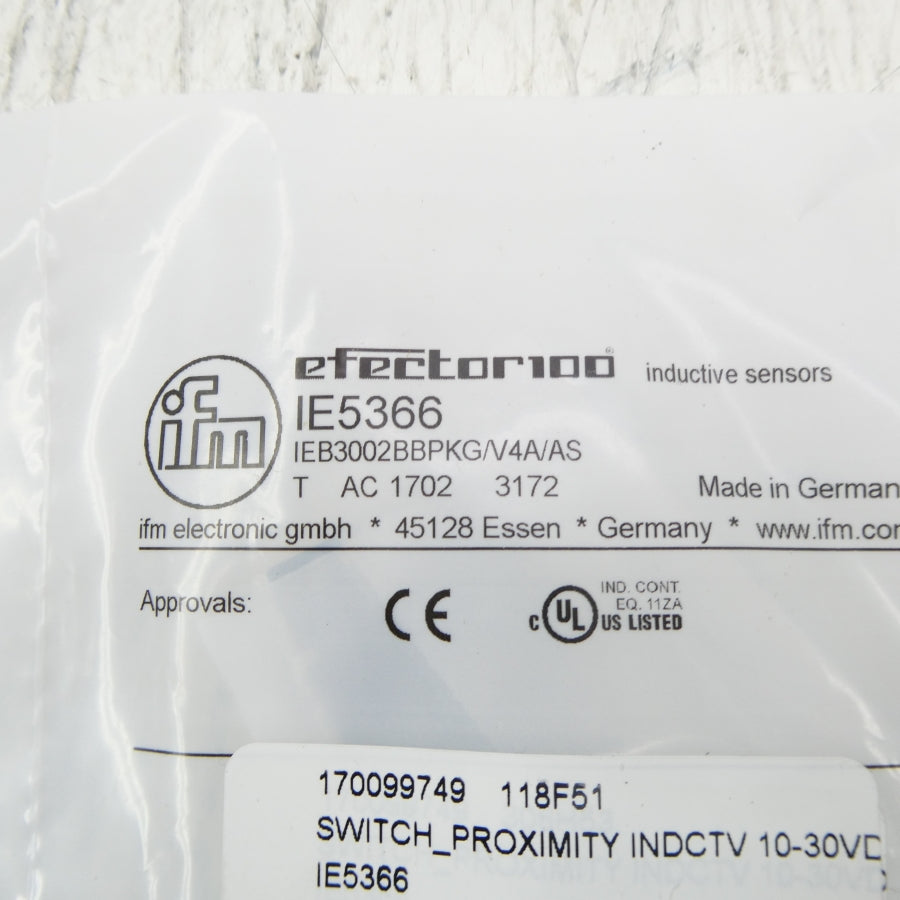 efector100® inductive sensors
ifm
IE5366
IEB3002BBPKG/V4A/AS
T AC 1702 3172 Made in German
ifm electronic gmbh * 45128 Essen * Germany * www.ifm.co
Approvals: CE c UL US LISTED
IND. CONT.
EQ. 11ZA
170099749 118F51
SWITCH_PROXIMITY INDCTV 10-30VD
IE5366